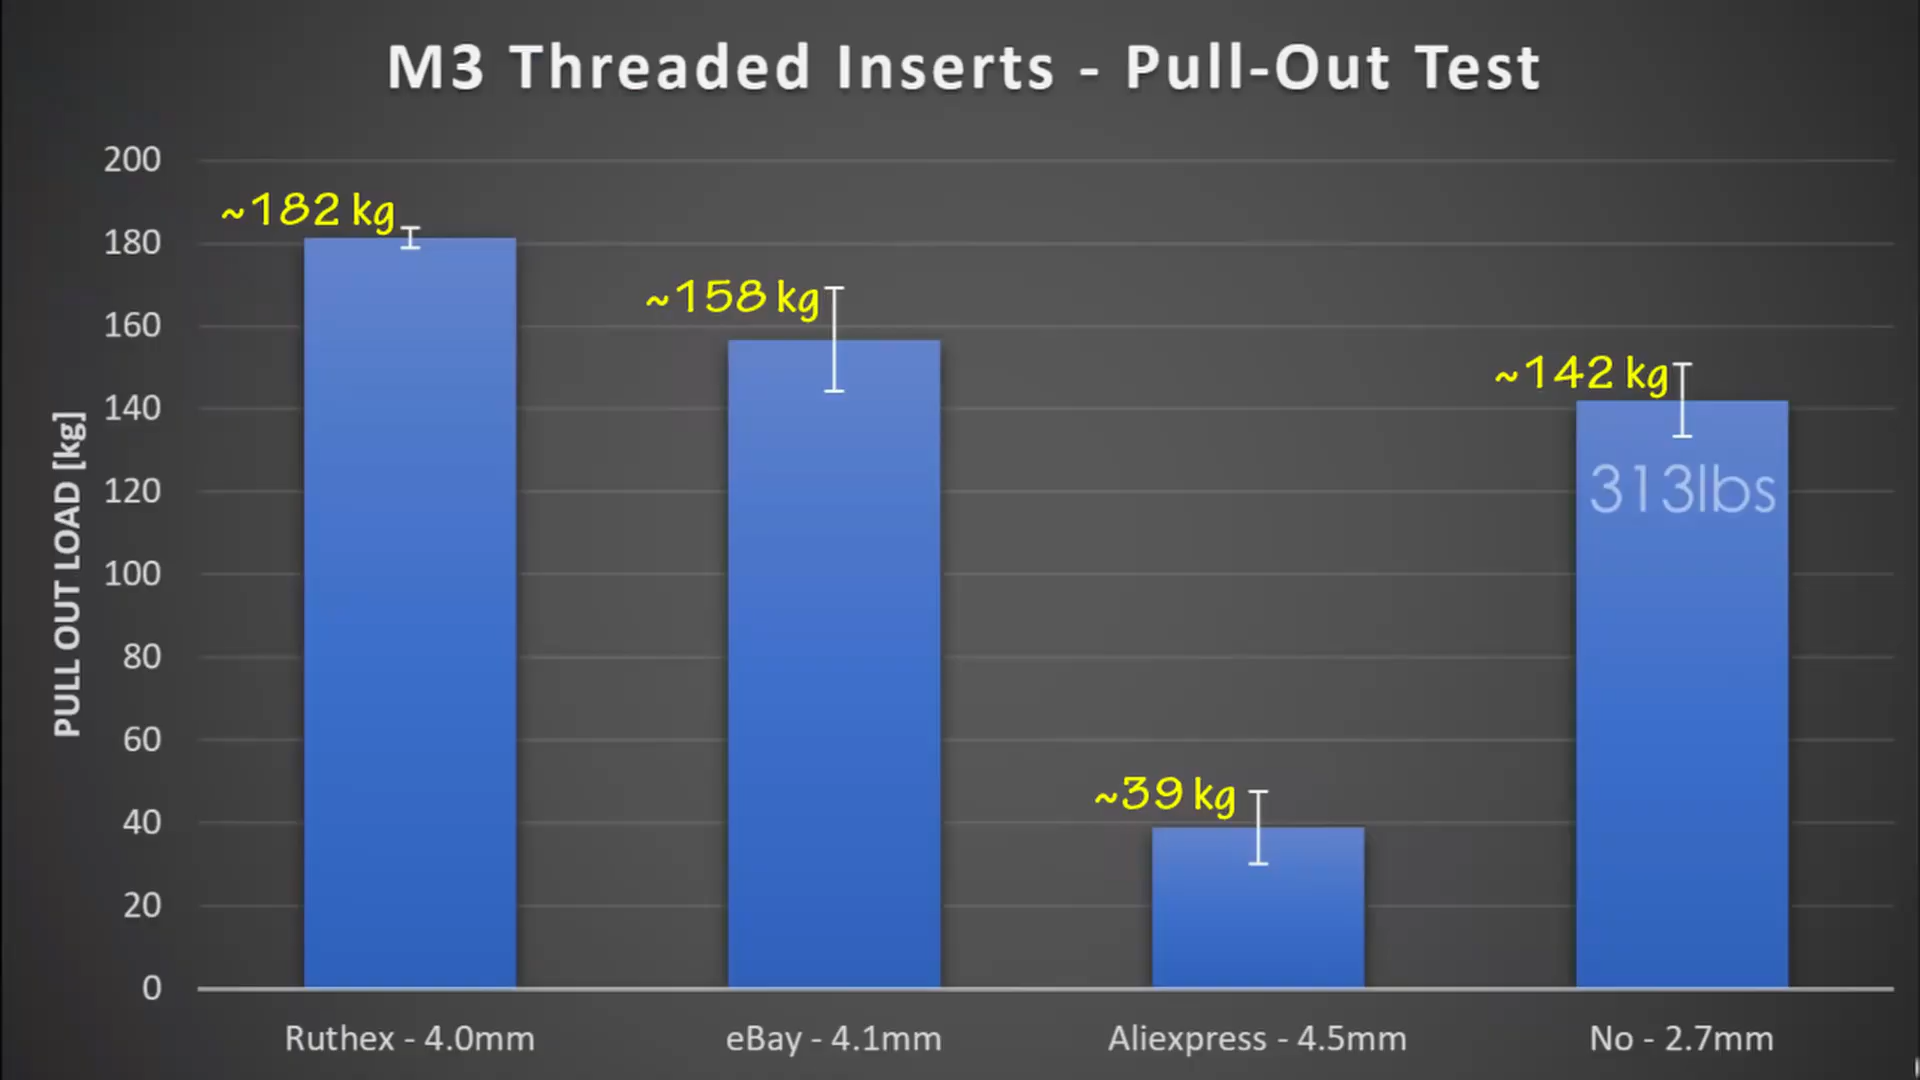 M3 Threaded Inserts - Pull-Out Test
PULL OUT LOAD [kg]
200
180
160
140
120
100
80
60
40
20
0
~182 kg
~158 kg
~39 kg
~142 kg
313lbs
Ruthex - 4.0mm
eBay - 4.1mm
Aliexpress - 4.5mm
No - 2.7mm